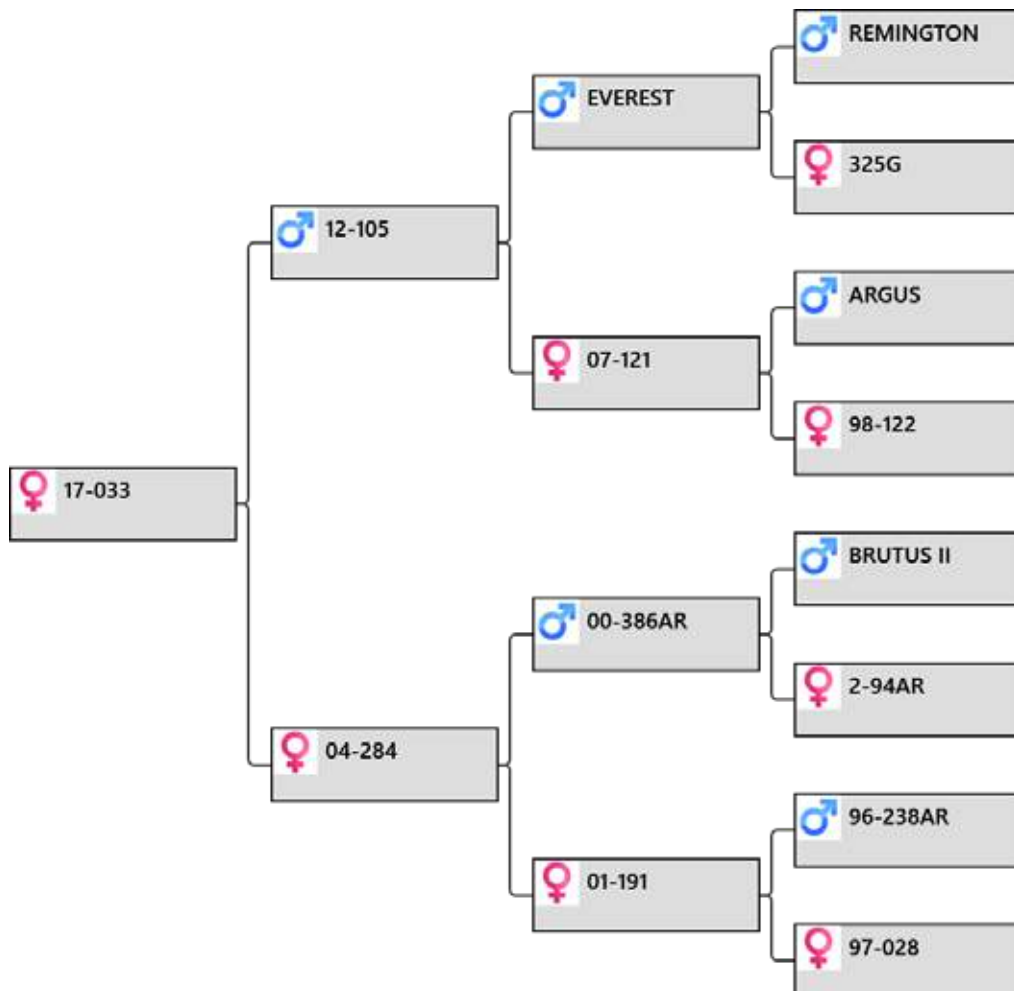 REMINGTON
EVEREST
325G
12-105
ARGUS
07-121
98-122
17-033
BRUTUS II
00-386AR
2-94AR
04-284
96-238AR
01-191
97-028